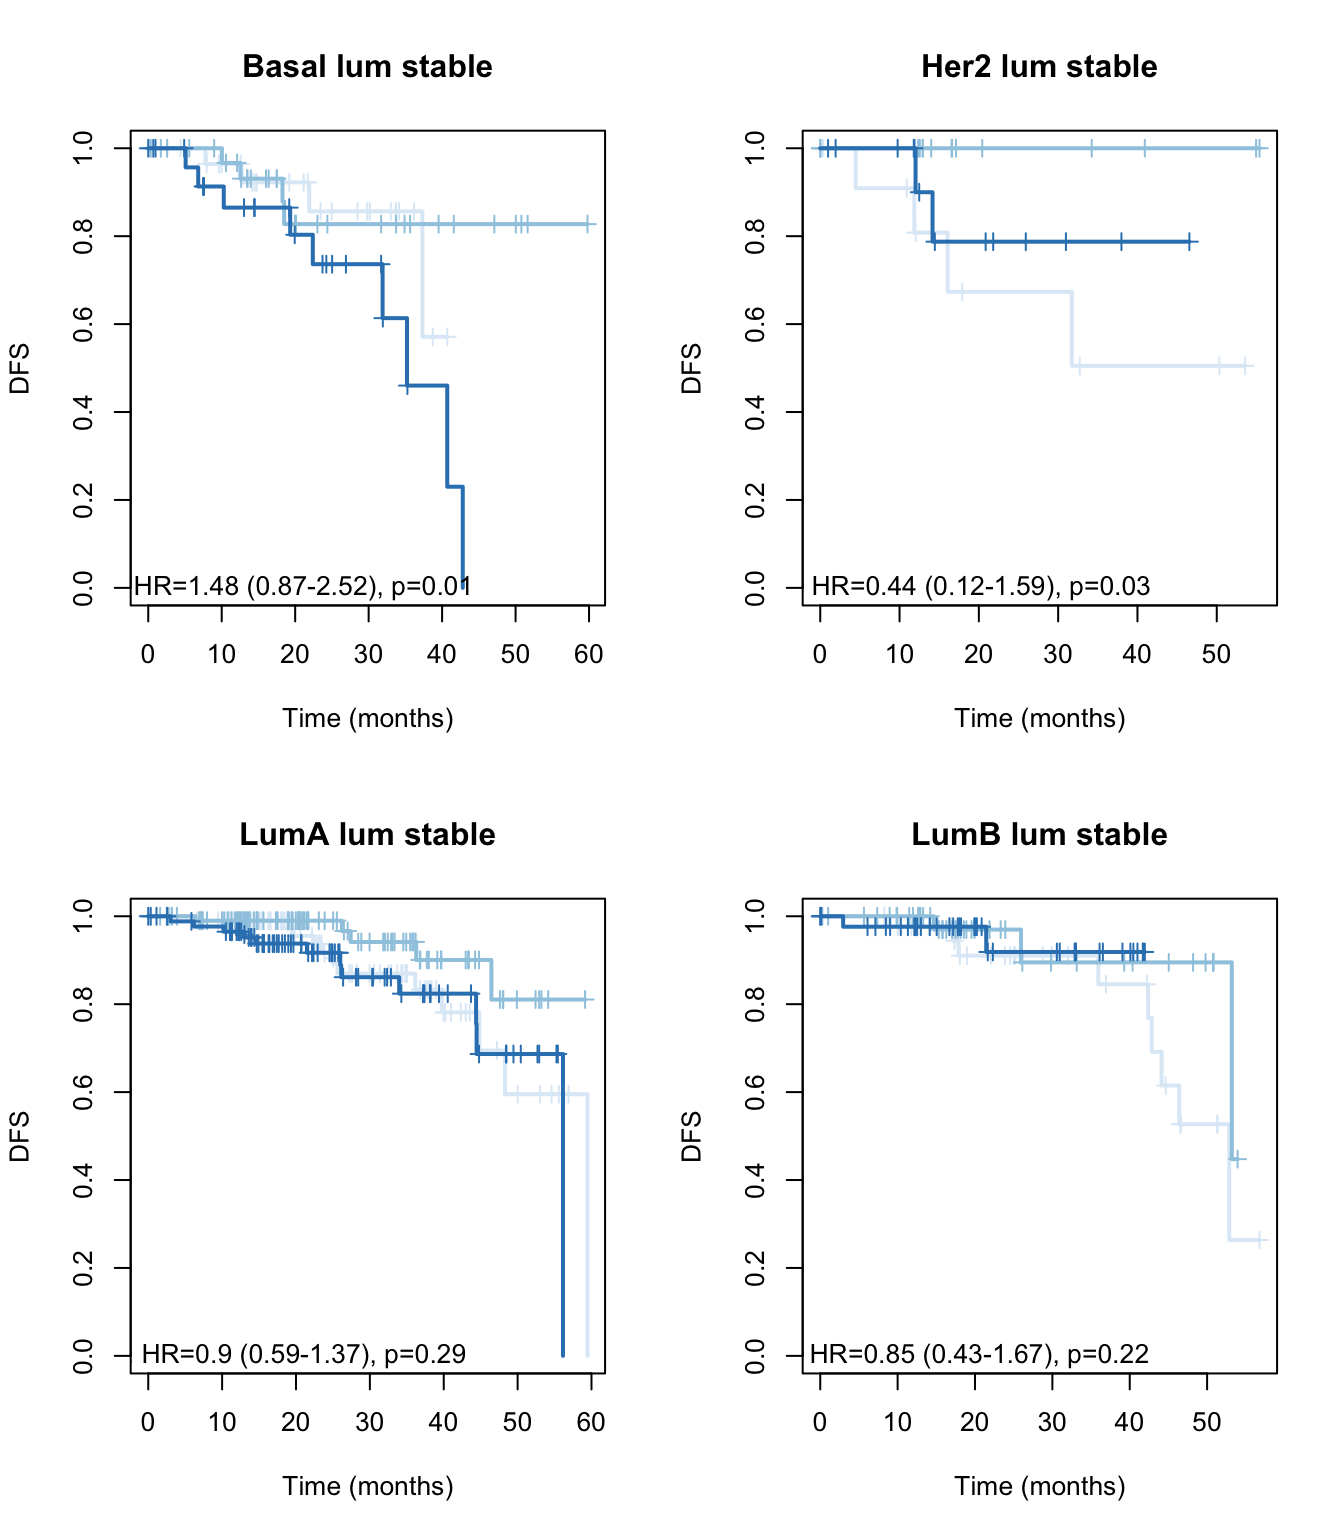 Basal lum stable
DFS
1.0
0.8
0.6
0.4
0.2
0.0
HR=1.48 (0.87-2.52), p=0.01
0 10 20 30 40 50 60
Time (months)
Her2 lum stable
DFS
1.0
0.8
0.6
0.4
0.2
0.0
HR=0.44 (0.12-1.59), p=0.03
0 10 20 30 40 50
Time (months)
LumA lum stable
DFS
1.0
0.8
0.6
0.4
0.2
0.0
HR=0.9 (0.59-1.37), p=0.29
0 10 20 30 40 50 60
Time (months)
LumB lum stable
DFS
1.0
0.8
0.6
0.4
0.2
0.0
HR=0.85 (0.43-1.67), p=0.22
0 10 20 30 40 50
Time (months)